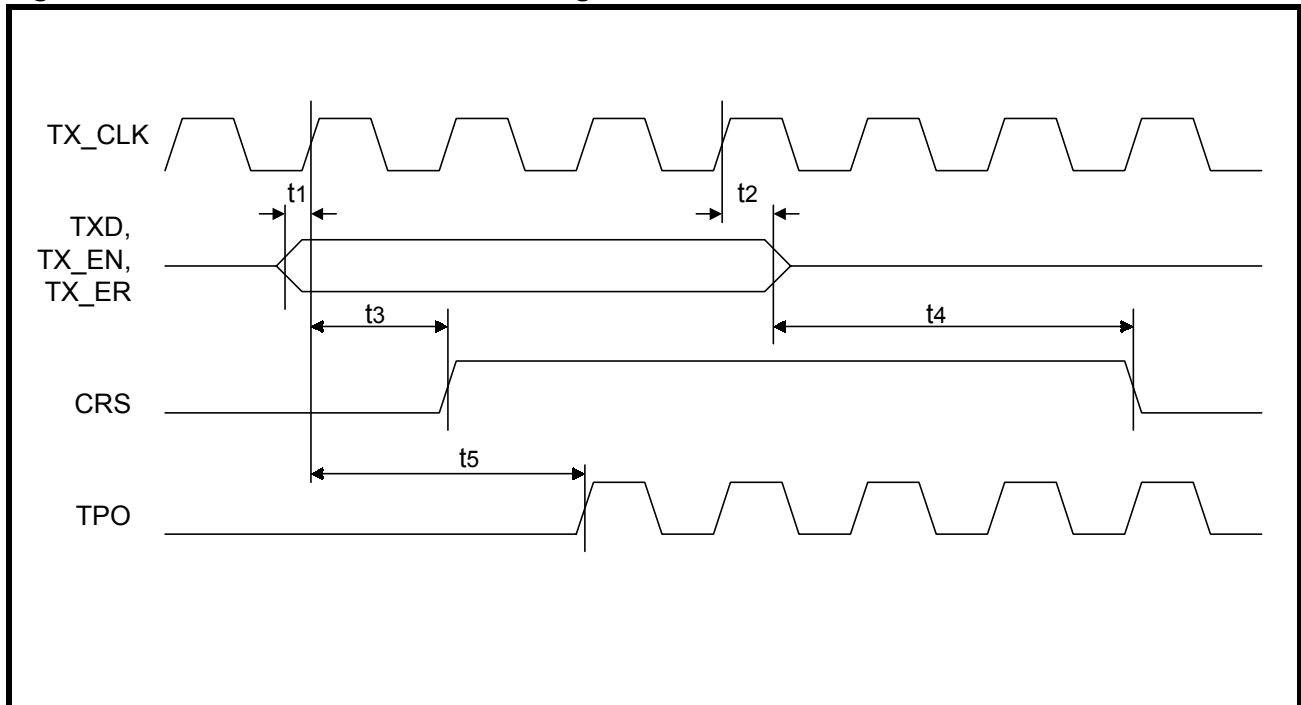 TX_CLK
t1
t2
TXD,
TX_EN,
TX_ER
t3
t4
CRS
t5
TPO